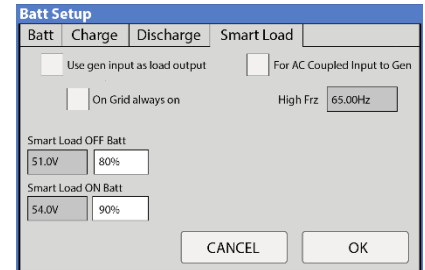 Batt Setup
Batt Charge Discharge Smart Load
Use gen input as load output For AC Coupled Input to Gen
On Grid always on High Frz 65.00Hz
Smart Load OFF Batt
51.0V 80%
Smart Load ON Batt
54.0V 90%
CANCEL OK